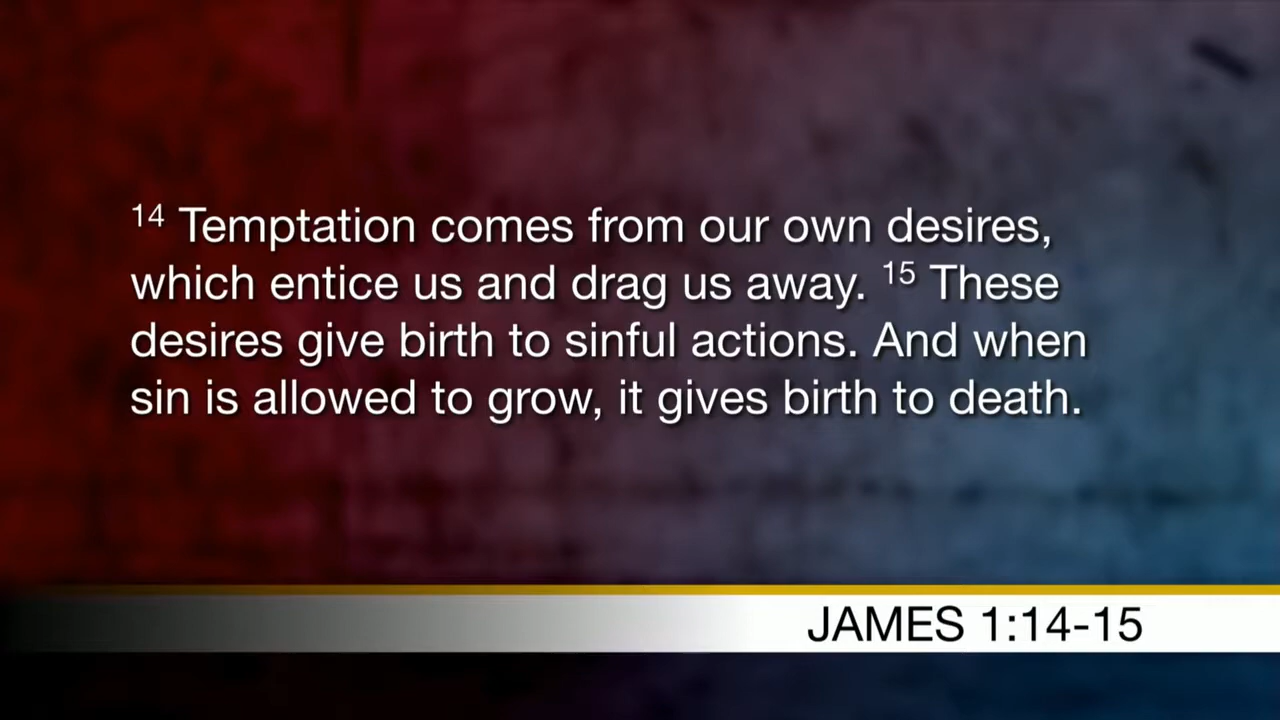 14 Temptation comes from our own desires,
which entice us and drag us away. 15 These
desires give birth to sinful actions. And when
sin is allowed to grow, it gives birth to death.
JAMES 1:14-15